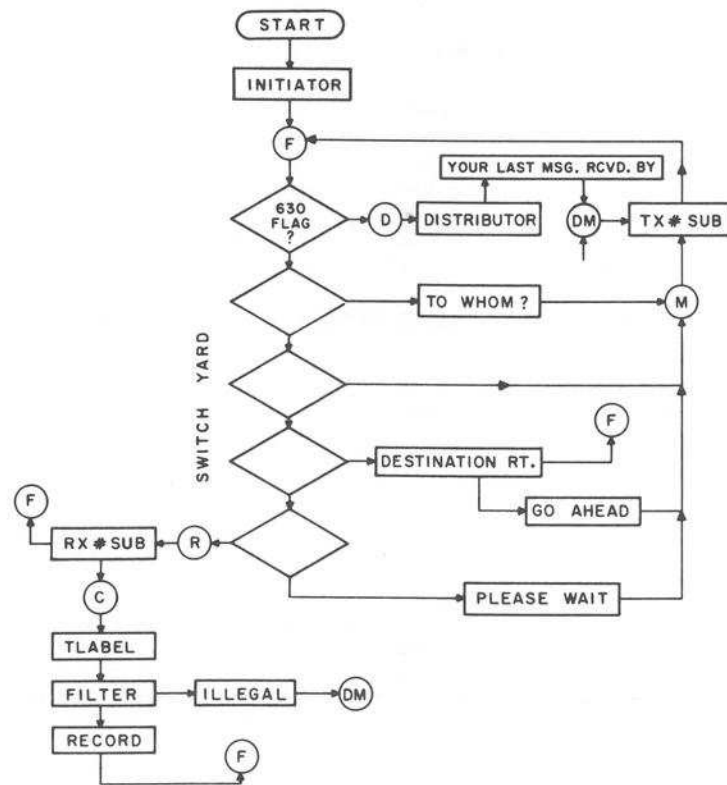 START
INITIATOR
F
YOUR LAST MSG. RCVD. BY
630
FLAG
?
D
DISTRIBUTOR
DM
TX # SUB
TO WHOM ?
M
SWITCH YARD
F
DESTINATION RT.
GO AHEAD
F
RX # SUB
R
C
PLEASE WAIT
TLABEL
FILTER
ILLEGAL
DM
RECORD
F